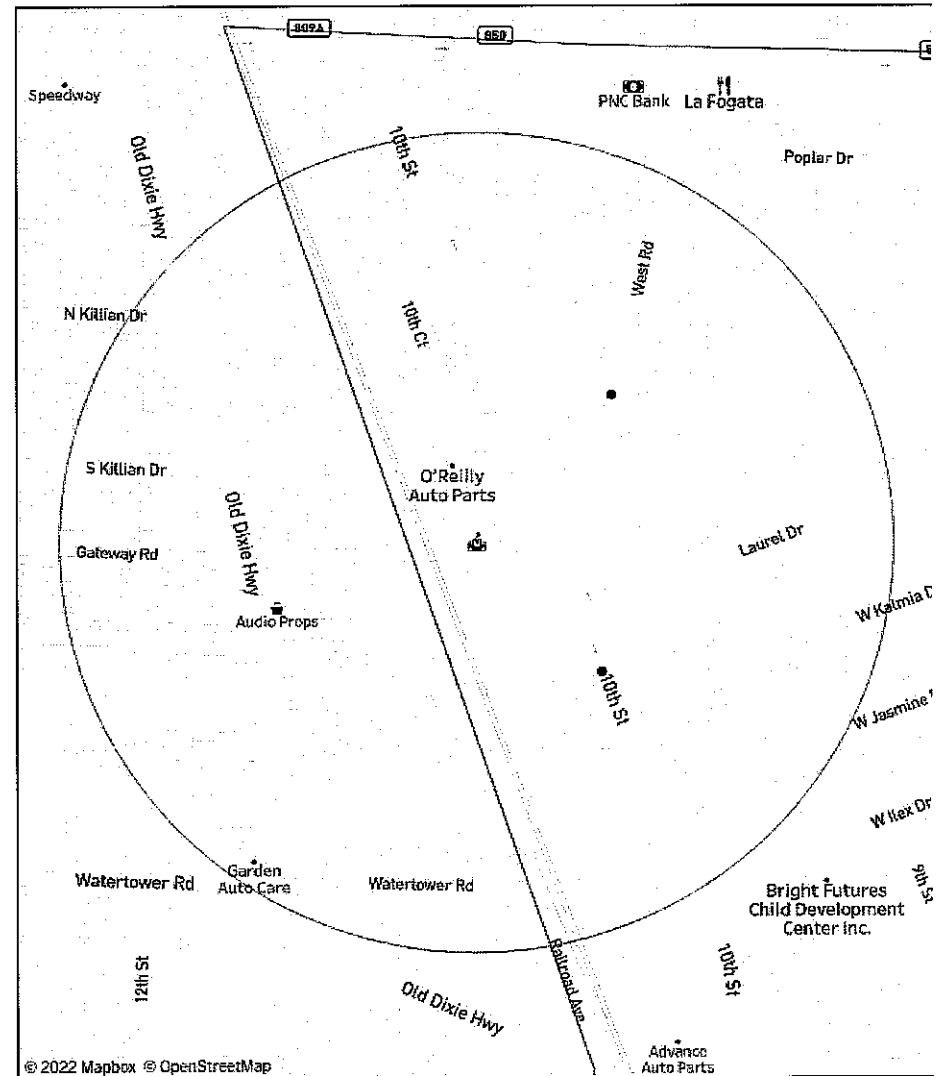 809A
850
Speedway
PNC Bank
La Fogata
10th St
Old Dixie Hwy
Poplar Dr
West Rd
N Killian Dr
10th Ct
S Killian Dr
O'Reilly
Auto Parts
Old Dixie Hwy
Gateway Rd
Laurel Dr
Audio Props
W Kalmia D
10th St
W Jasmine
W Ilex Dr
Garden
Auto Care
Watertower Rd
Watertower Rd
Bright Futures
Child Development
Center Inc.
9th St
Railroad Ave
10th St
12th St
Old Dixie Hwy
Advance
Auto Parts
© 2022 Mapbox © OpenStreetMap